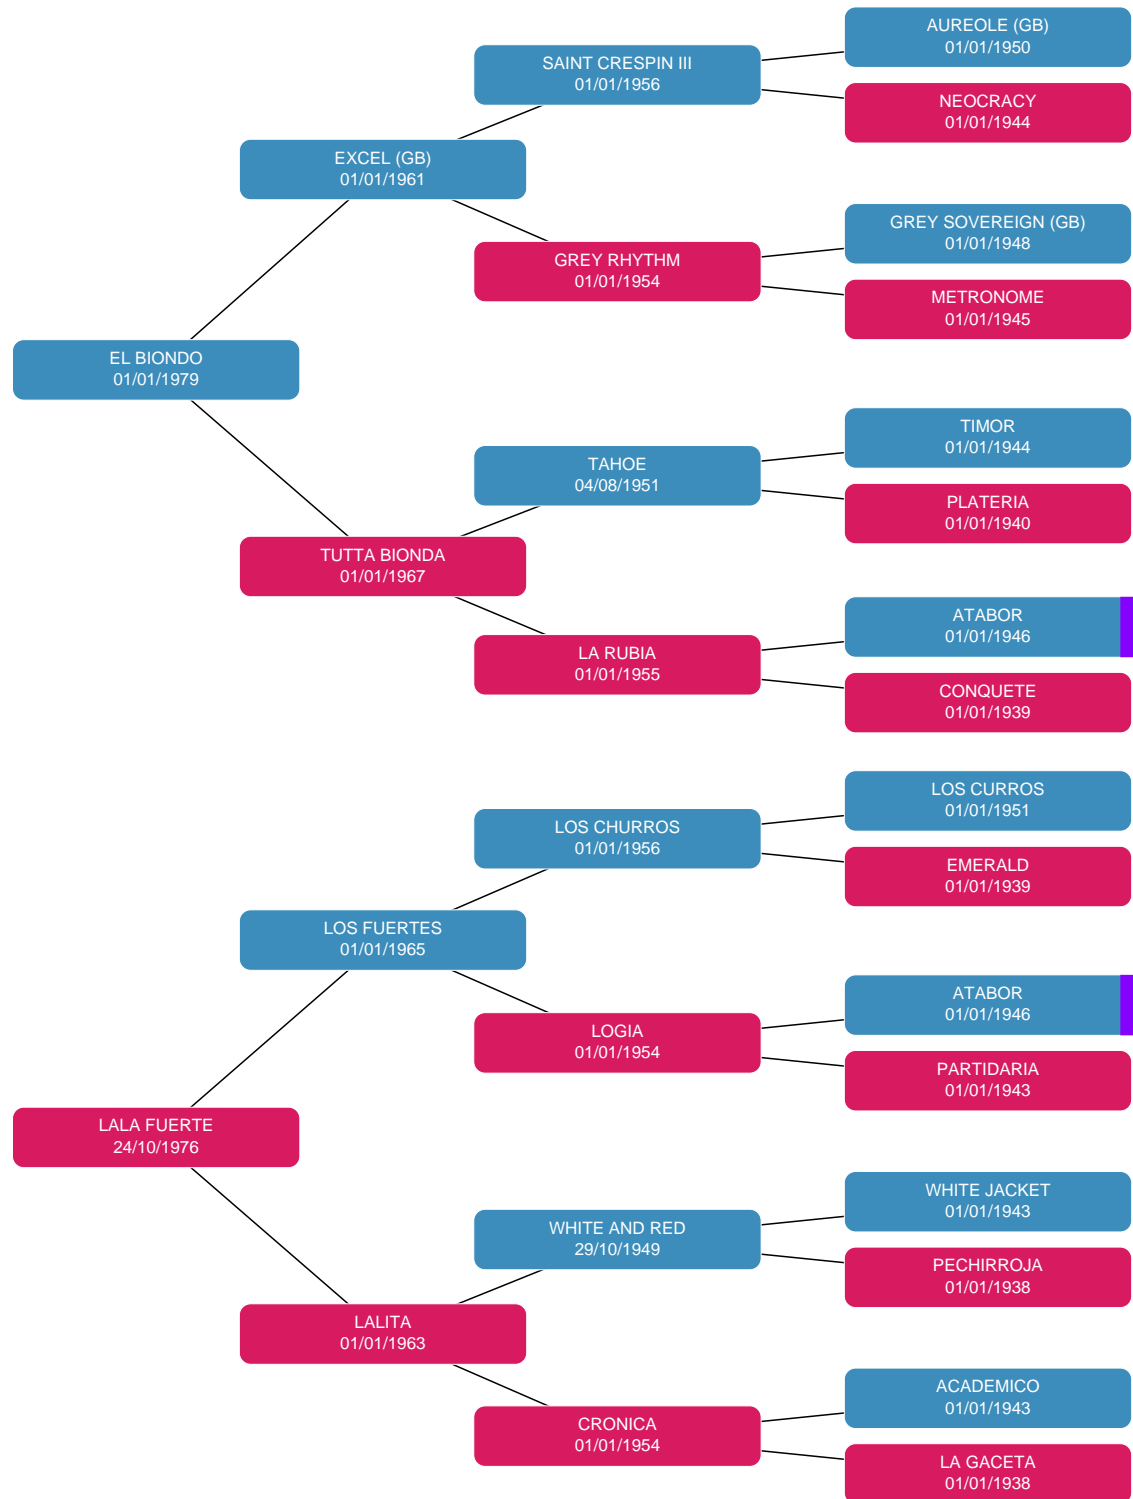 AUREOLE (GB)
01/01/1950
SAINT CRESPIN III
01/01/1956
NEOCRACY
01/01/1944
EXCEL (GB)
01/01/1961
GREY SOVEREIGN (GB)
01/01/1948
GREY RHYTHM
01/01/1954
METRONOME
01/01/1945
EL BIONDO
01/01/1979
TIMOR
01/01/1944
TAHOE
04/08/1951
PLATERIA
01/01/1940
TUTTA BIONDA
01/01/1967
ATABOR
01/01/1946
LA RUBIA
01/01/1955
CONQUETE
01/01/1939
LOS CURROS
01/01/1951
LOS CHURROS
01/01/1956
EMERALD
01/01/1939
LOS FUERTES
01/01/1965
ATABOR
01/01/1946
LOGIA
01/01/1954
PARTIDARIA
01/01/1943
LALA FUERTE
24/10/1976
WHITE JACKET
01/01/1943
WHITE AND RED
29/10/1949
PECHIRROJA
01/01/1938
LALITA
01/01/1963
ACADEMICO
01/01/1943
CRONICA
01/01/1954
LA GACETA
01/01/1938